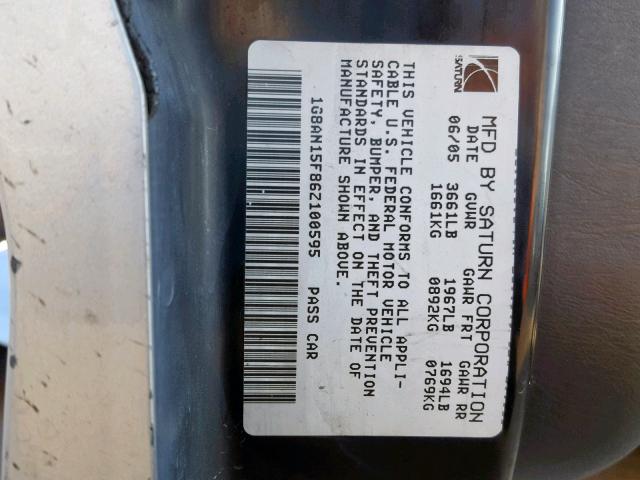 SATURN
MFD BY SATURN CORPORATION
DATE GVWR GAWR FRT GAWR RR
06/05 3661LB 1967LB 1694LB
1661KG 0892KG 0769KG
THIS VEHICLE CONFORMS TO ALL APPLI-
CABLE U.S. FEDERAL MOTOR VEHICLE
SAFETY, BUMPER, AND THEFT PREVENTION
STANDARDS IN EFFECT ON THE DATE OF
MANUFACTURE SHOWN ABOVE.
1G8AN15F86Z100595 PASS CAR